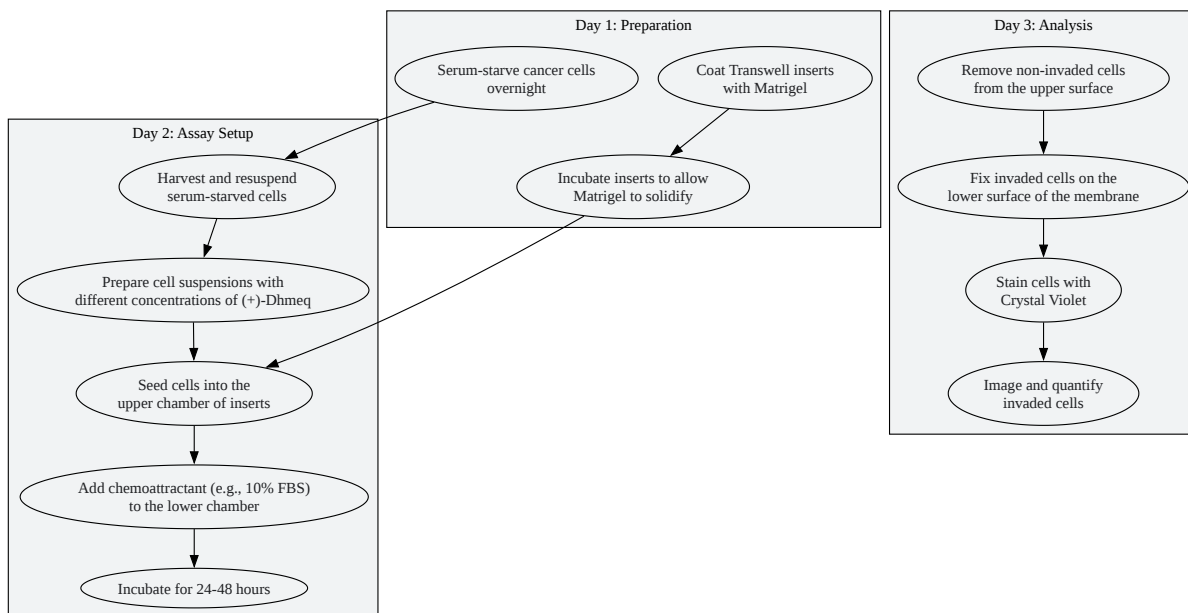 Day 1: Preparation
Serum-starve cancer cells
overnight
Coat Transwell inserts
with Matrigel
Incubate inserts to allow
Matrigel to solidify
Day 2: Assay Setup
Harvest and resuspend
serum-starved cells
Prepare cell suspensions with
different concentrations of (+)-Dhmeq
Seed cells into the
upper chamber of inserts
Add chemoattractant (e.g., 10% FBS)
to the lower chamber
Incubate for 24-48 hours
Day 3: Analysis
Remove non-invaded cells
from the upper surface
Fix invaded cells on the
lower surface of the membrane
Stain cells with
Crystal Violet
Image and quantify
invaded cells